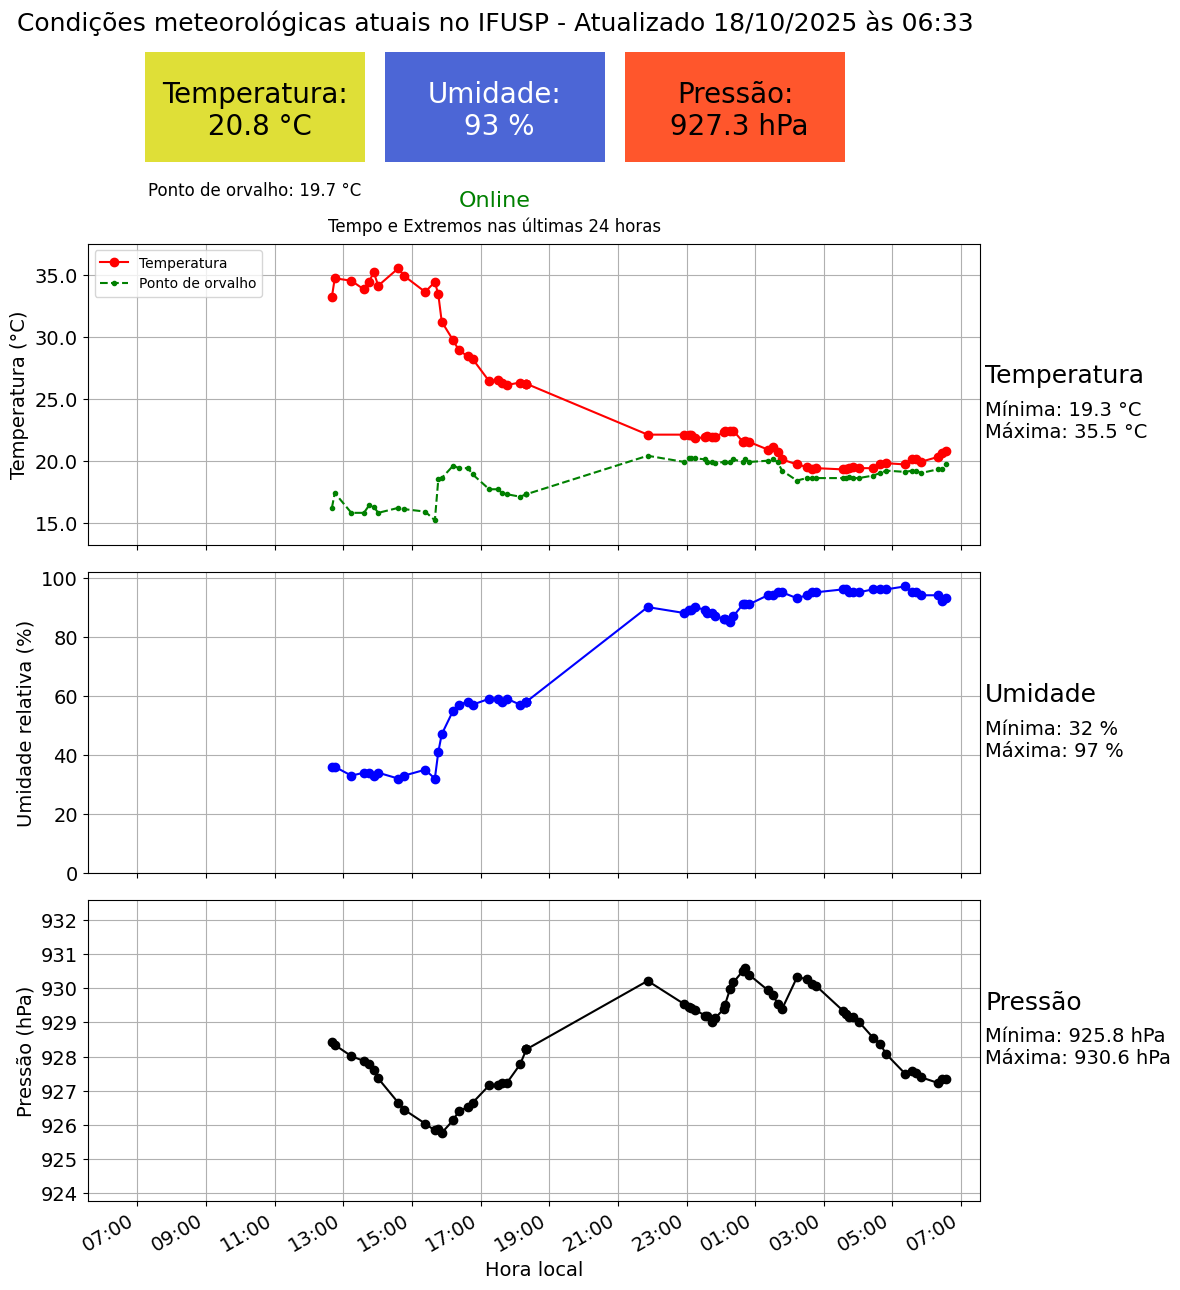 Condições meteorológicas atuais no IFUSP - Atualizado 18/10/2025 às 06:33
Temperatura:
20.8 °C
Umidade:
93 %
Pressão:
927.3 hPa
Ponto de orvalho: 19.7 °C
Online
Tempo e Extremos nas últimas 24 horas
Temperatura
Ponto de orvalho
Temperatura (°C)
35.0
30.0
25.0
20.0
15.0
Temperatura
Mínima: 19.3 °C
Máxima: 35.5 °C
Umidade relativa (%)
100
80
60
40
20
0
Umidade
Mínima: 32 %
Máxima: 97 %
Pressão (hPa)
932
931
930
929
928
927
926
925
924
Pressão
Mínima: 925.8 hPa
Máxima: 930.6 hPa
07:00 09:00 11:00 13:00 15:00 17:00 19:00 21:00 23:00 01:00 03:00 05:00 07:00
Hora local